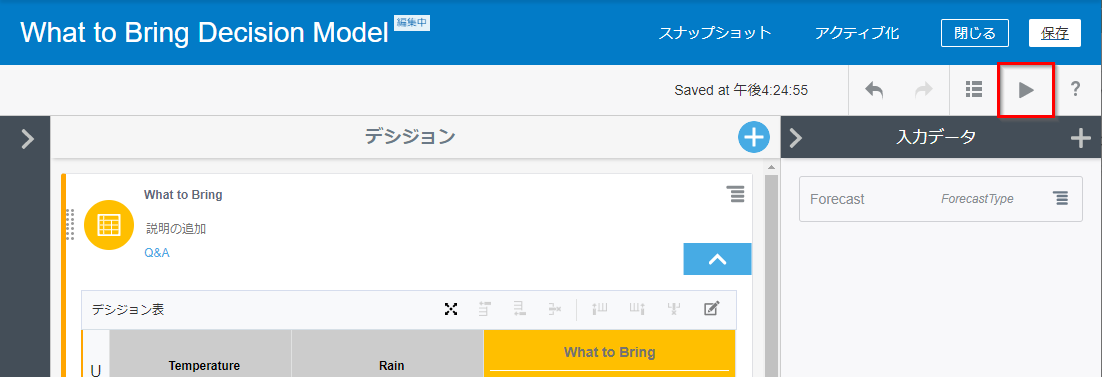 What to Bring Decision Model 編集中 スナップショット アクティブ化 閉じる 保存
Saved at 午後4:24:55 ?
デシジョン 入力データ
What to Bring
説明の追加
Q&A
Forecast ForecastType
デシジョン表
U Temperature Rain What to Bring